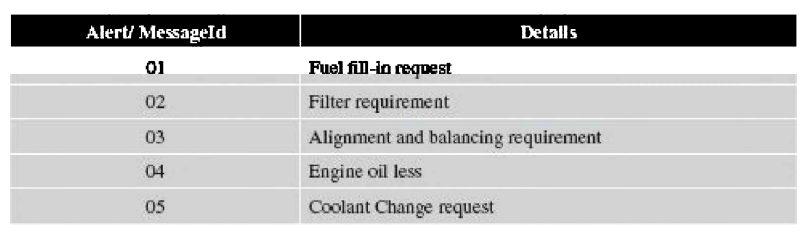 Alert/ MessageId Details
01 Fuel fill-in request
02 Filter requirement
03 Alignment and balancing requirement
04 Engine oil less
05 Coolant Change request